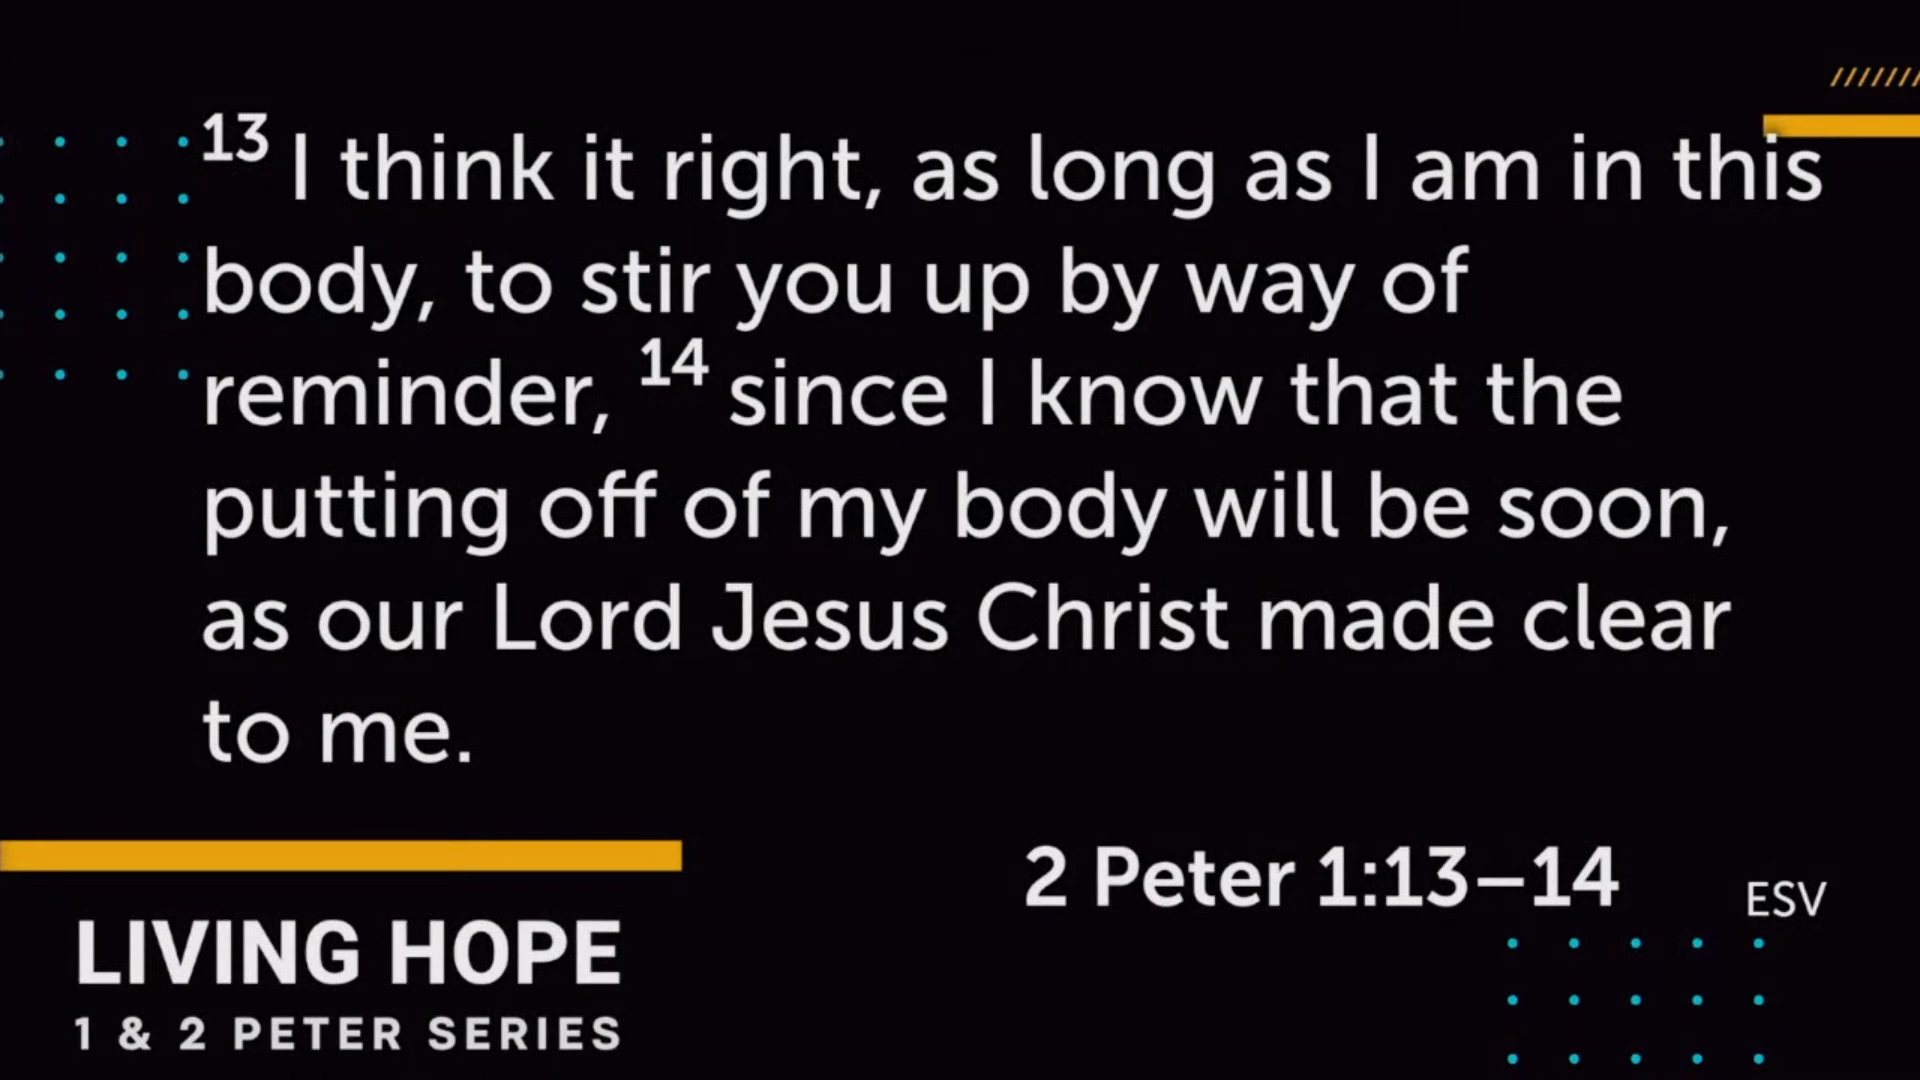 13 I think it right, as long as I am in this
body, to stir you up by way of
reminder, 14 since I know that the
putting off of my body will be soon,
as our Lord Jesus Christ made clear
to me.
2 Peter 1:13–14
ESV
LIVING HOPE
1 & 2 PETER SERIES